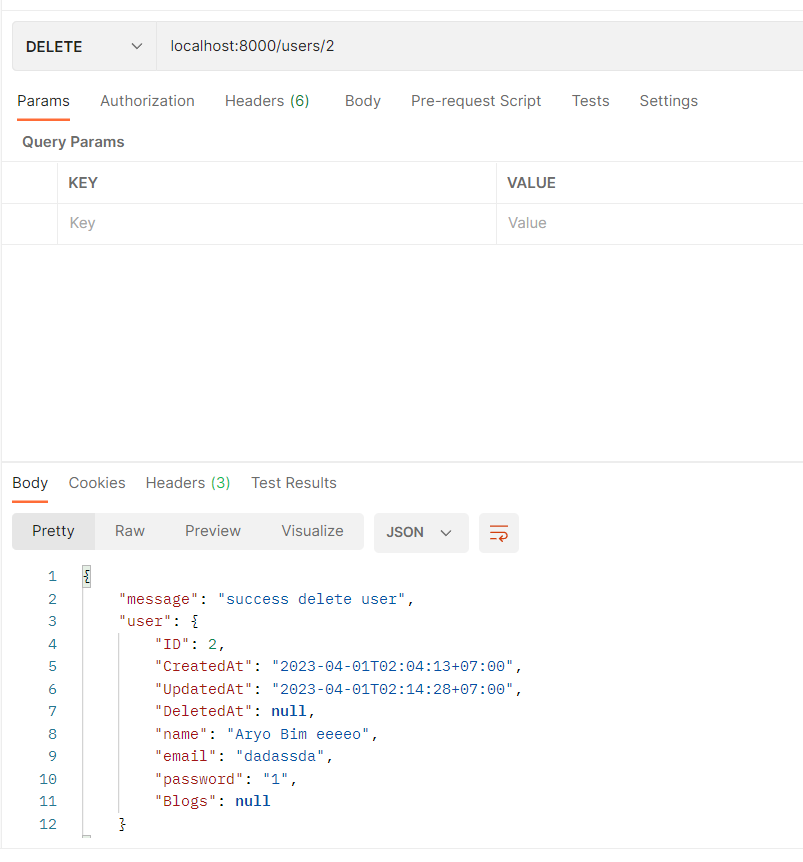 DELETE localhost:8000/users/2
Params Authorization Headers (6) Body Pre-request Script Tests Settings
Query Params
KEY VALUE
Key Value
Body Cookies Headers (3) Test Results
Pretty Raw Preview Visualize JSON
1 {
2 "message": "success delete user",
3 "user": {
4 "ID": 2,
5 "CreatedAt": "2023-04-01T02:04:13+07:00",
6 "UpdatedAt": "2023-04-01T02:14:28+07:00",
7 "DeletedAt": null,
8 "name": "Aryo Bim eeeeo",
9 "email": "dadassda",
10 "password": "1",
11 "Blogs": null
12 }